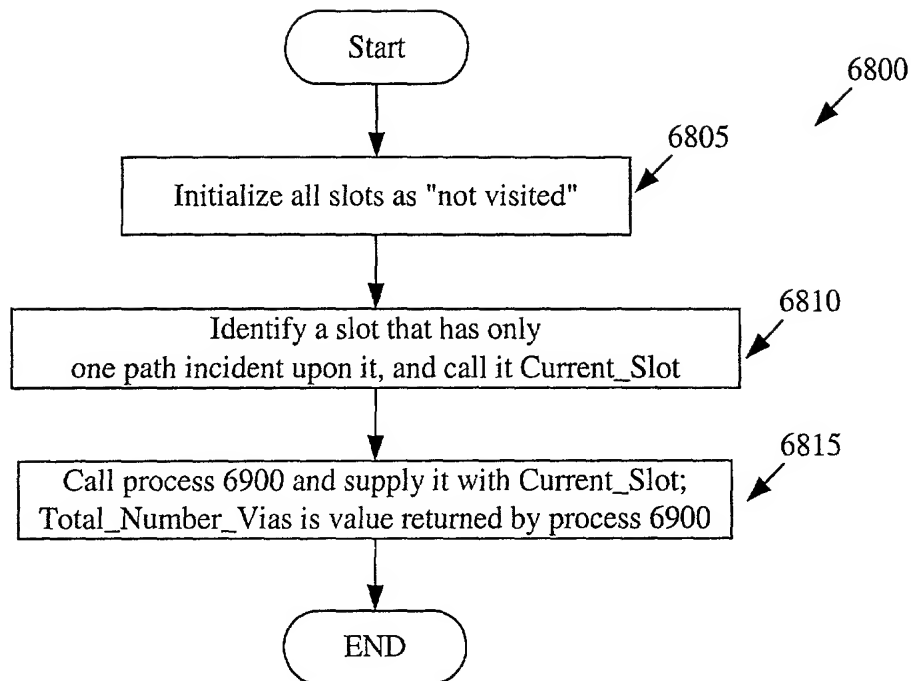 Start
6800
6805
Initialize all slots as "not visited"
6810
Identify a slot that has only
one path incident upon it, and call it Current_Slot
6815
Call process 6900 and supply it with Current_Slot;
Total_Number_Vias is value returned by process 6900
END